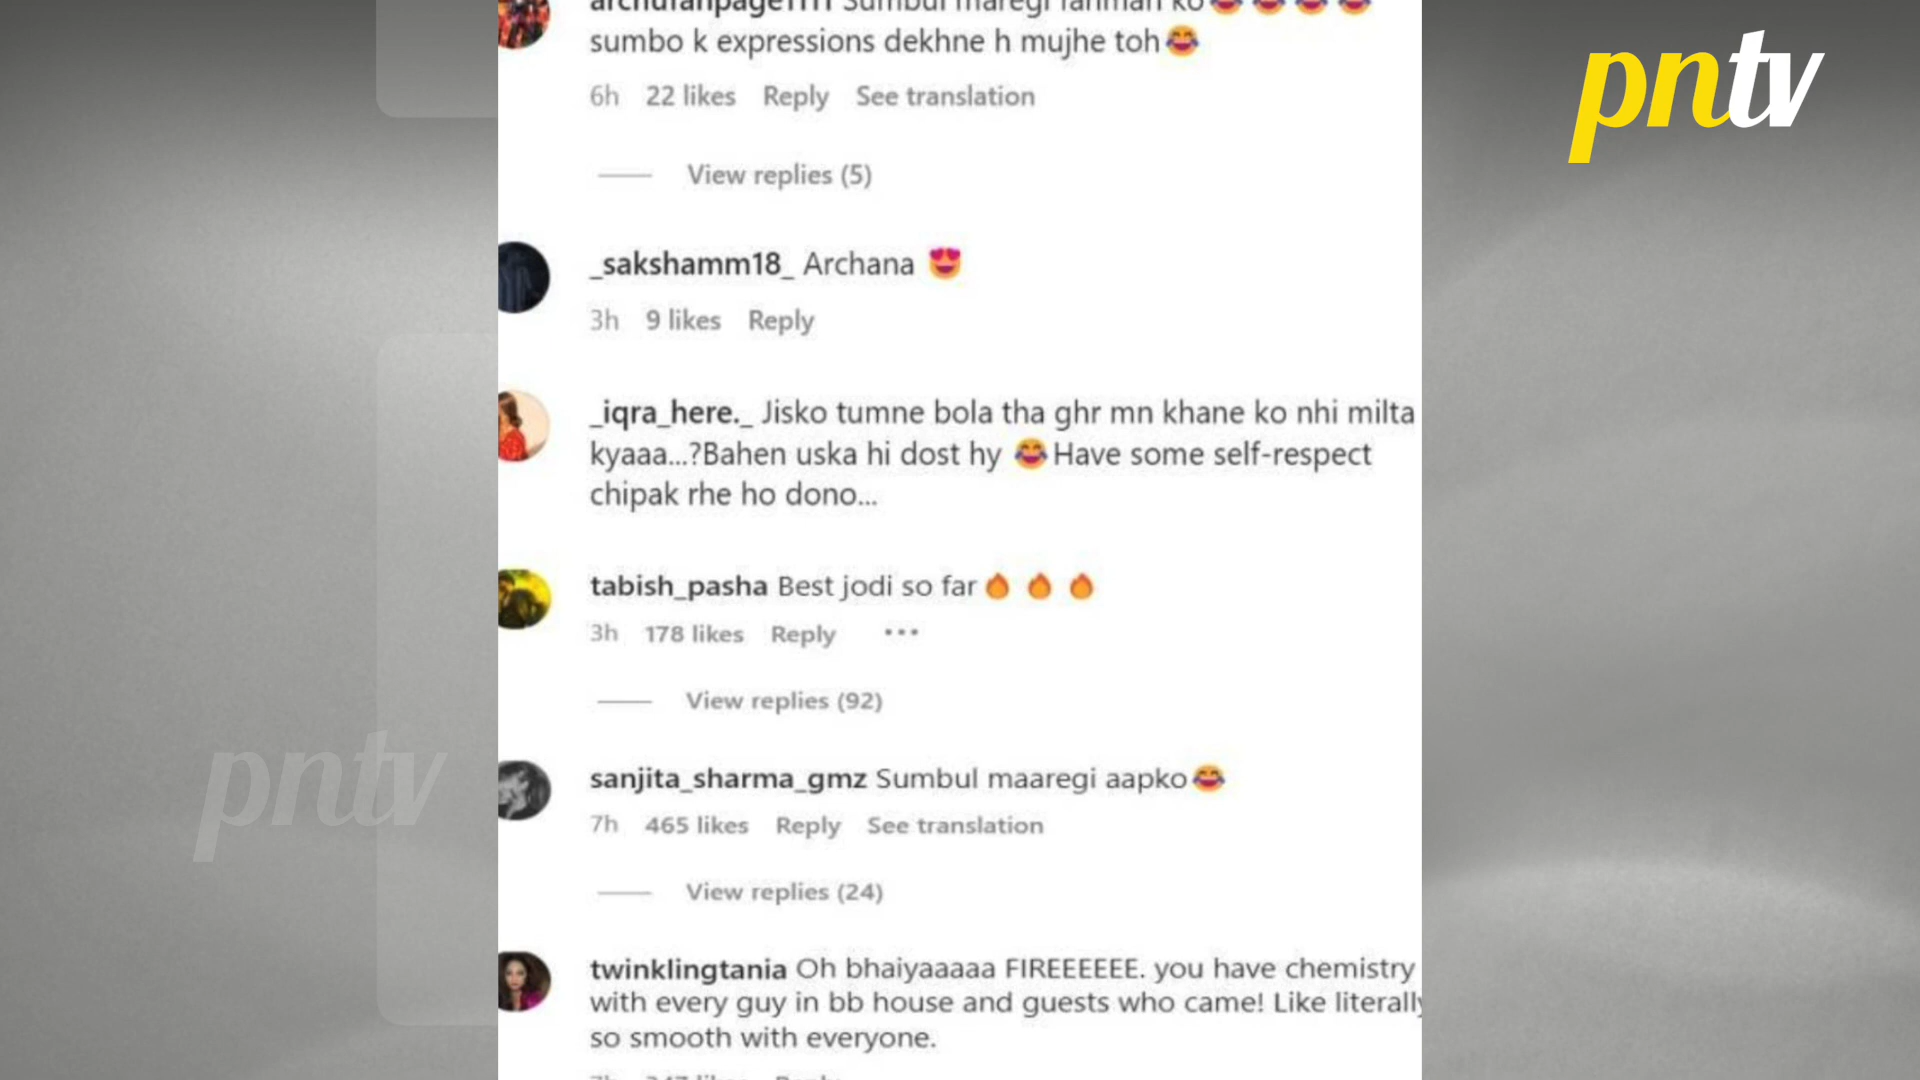 pntv
archufanpage1111 Sumbul maregi fahman ko😂😂😂😂
sumbo k expressions dekhne h mujhe toh😂
6h 22 likes Reply See translation
View replies (5)
_sakshamm18_ Archana 😍
3h 9 likes Reply
_iqra_here._ Jisko tumne bola tha ghr mn khane ko nhi milta
kyaaa...?Bahen uska hi dost hy 😂Have some self-respect
chipak rhe ho dono...
tabish_pasha Best jodi so far🔥 🔥 🔥
3h 178 likes Reply ...
View replies (92)
pntv
sanjita_sharma_gmz Sumbul maaregi aapko😂
7h 465 likes Reply See translation
View replies (24)
twinklingtania Oh bhaiyaaaaa FIREEEEEE. you have chemistry
with every guy in bb house and guests who came! Like literally
so smooth with everyone.